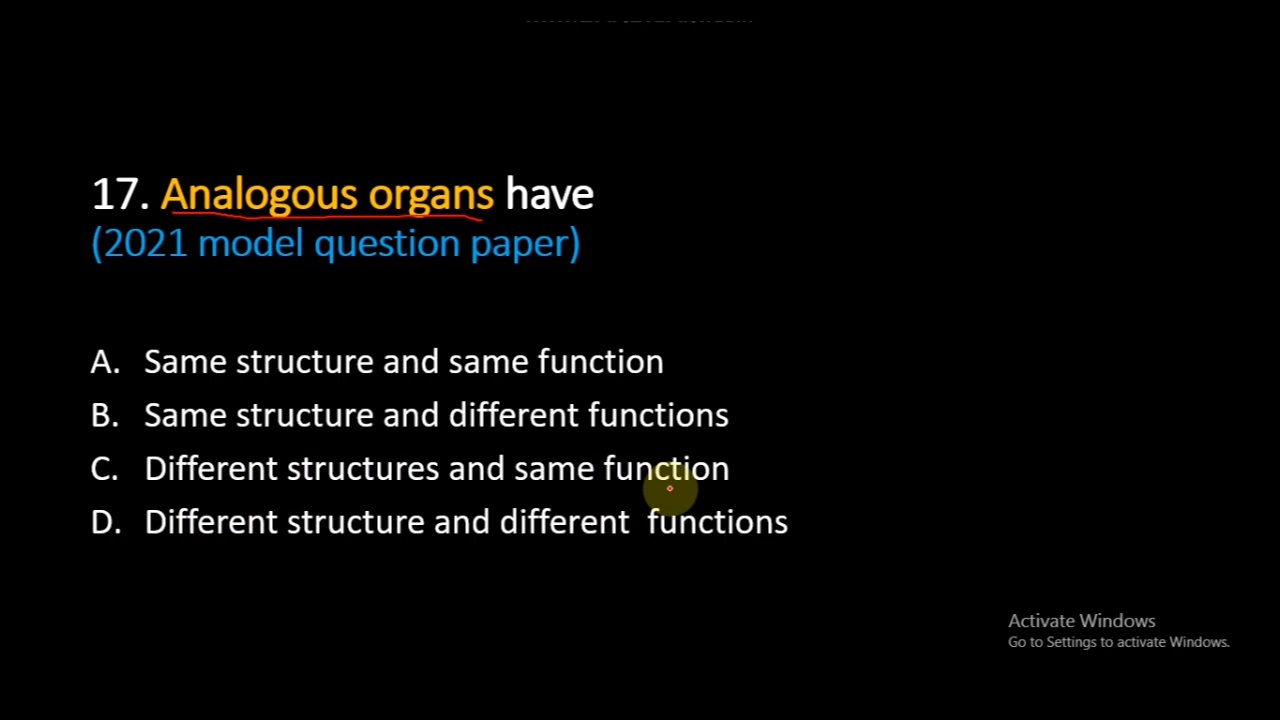 17. Analogous organs have
(2021 model question paper)
A. Same structure and same function
B. Same structure and different functions
C. Different structures and same function
D. Different structure and different functions
Activate Windows
Go to Settings to activate Windows.